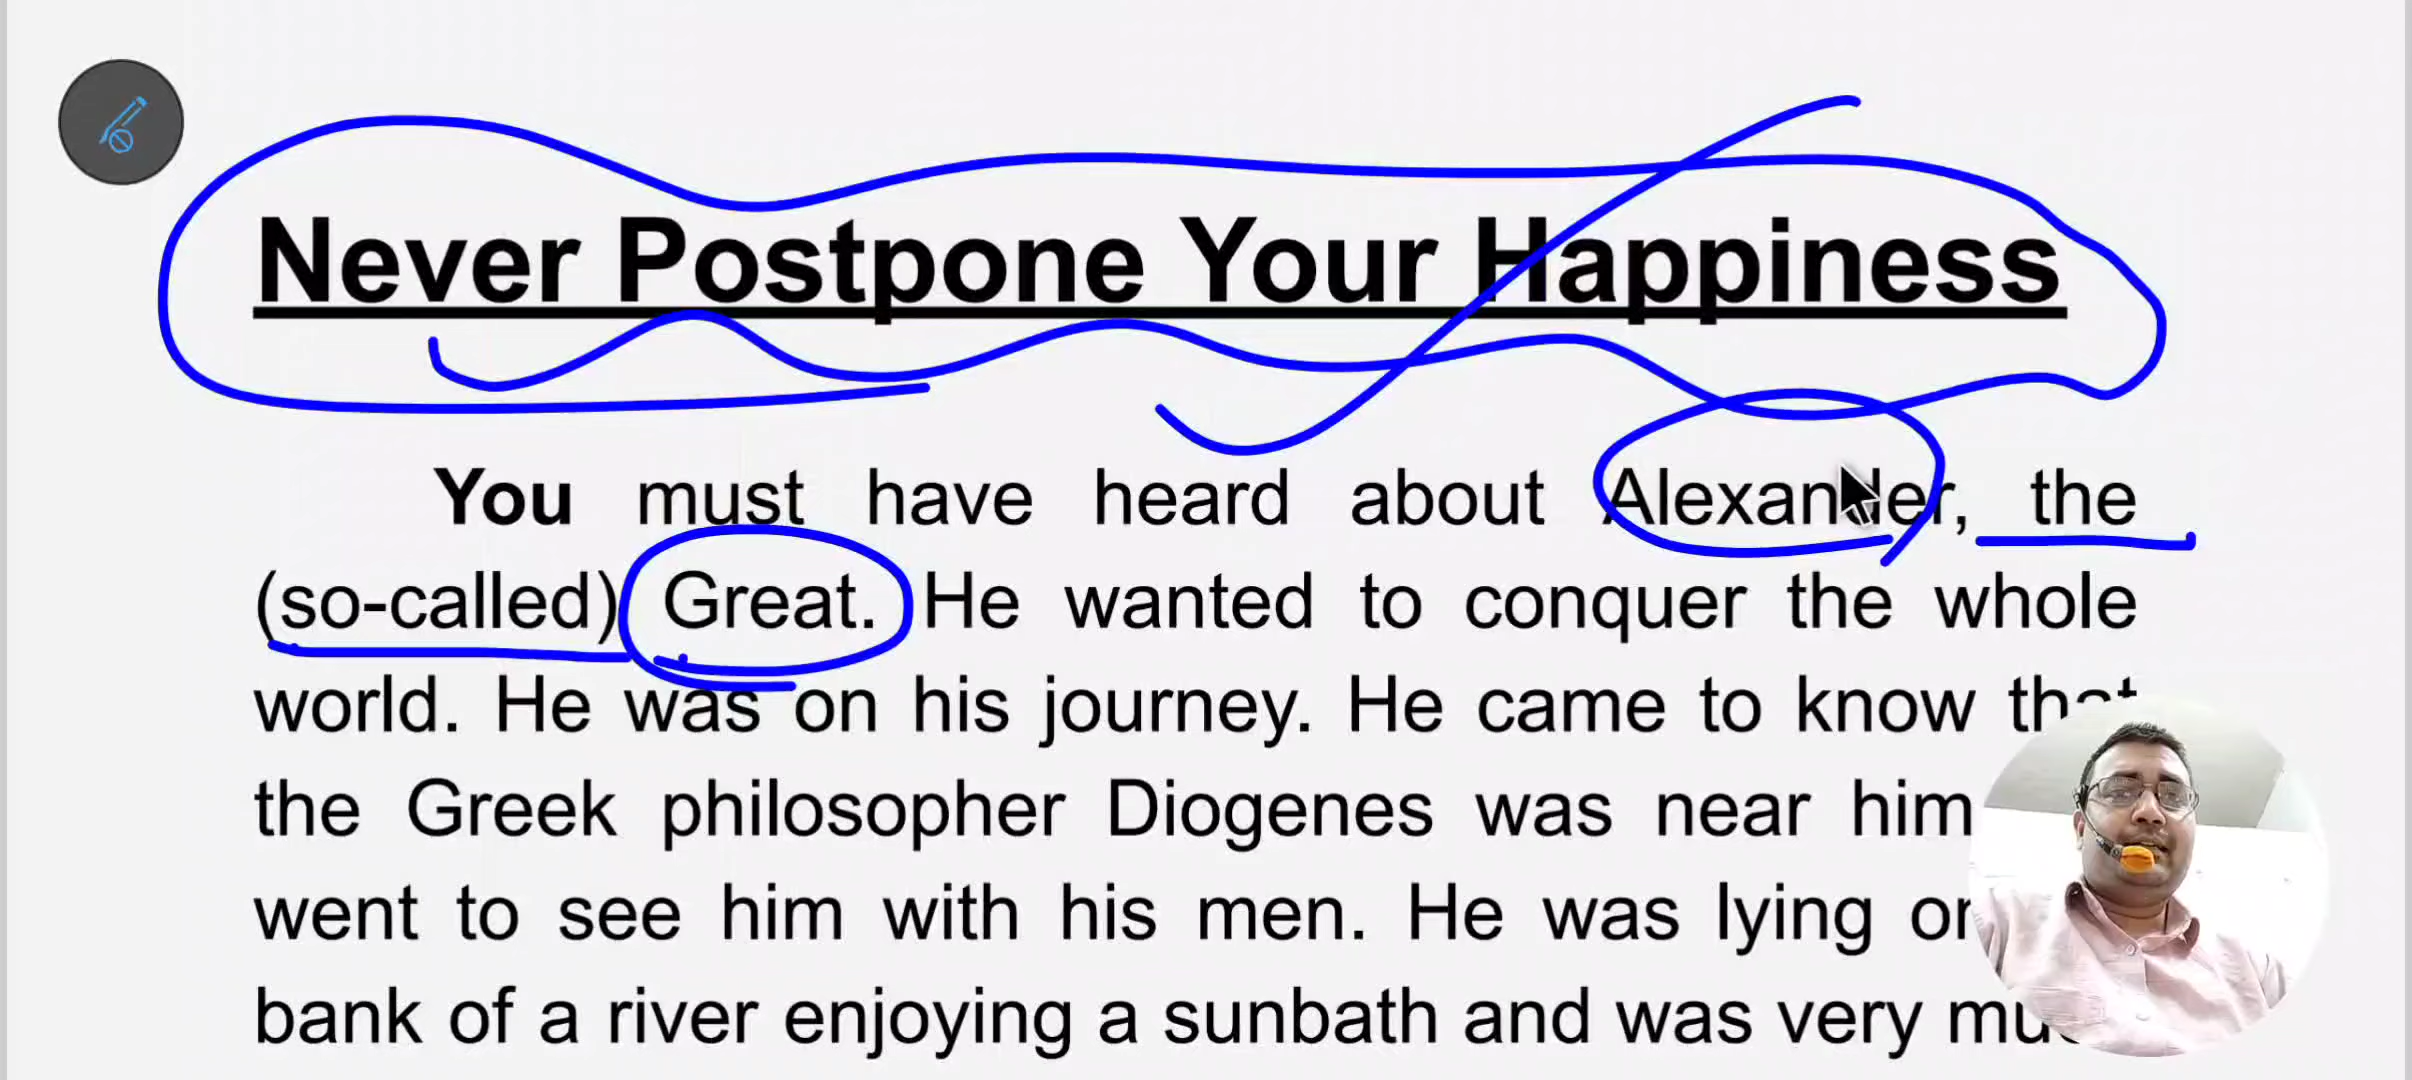 Never Postpone Your Happiness
You must have heard about Alexander, the
(so-called) Great. He wanted to conquer the whole
world. He was on his journey. He came to know that
the Greek philosopher Diogenes was near him
went to see him with his men. He was lying
bank of a river enjoying a sunbath and was very